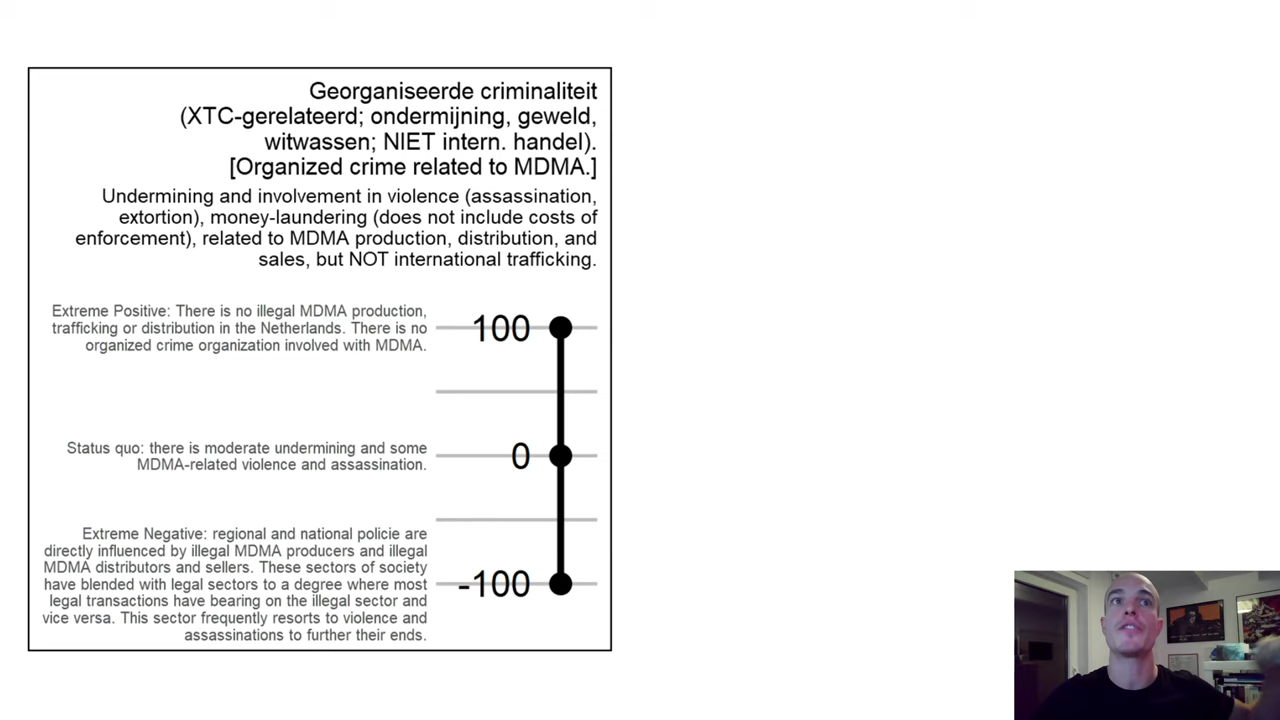 Georganiseerde criminaliteit
(XTC-gerelateerd; ondermijning, geweld,
witwassen; NIET intern. handel).
[Organized crime related to MDMA.]
Undermining and involvement in violence (assassination,
extortion), money-laundering (does not include costs of
enforcement), related to MDMA production, distribution, and
sales, but NOT international trafficking.
Extreme Positive: There is no illegal MDMA production,
trafficking or distribution in the Netherlands. There is no
organized crime organization involved with MDMA.
100
Status quo: there is moderate undermining and some
MDMA-related violence and assassination.
0
Extreme Negative: regional and national policie are
directly influenced by illegal MDMA producers and illegal
MDMA distributors and sellers. These sectors of society
have blended with legal sectors to a degree where most
legal transactions have bearing on the illegal sector and
vice versa. This sector frequently resorts to violence and
assassinations to further their ends.
-100